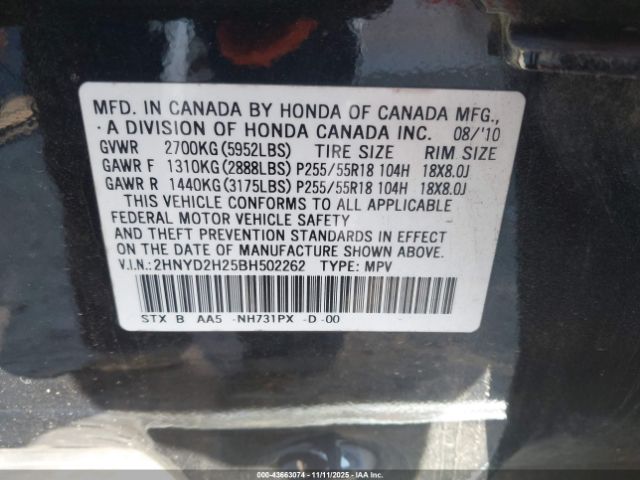 MFD. IN CANADA BY HONDA OF CANADA MFG.,
A DIVISION OF HONDA CANADA INC. 08/'10
GVWR 2700KG(5952LBS) TIRE SIZE RIM SIZE
GAWR F 1310KG(2888LBS)P255/55R18 104H 18X8.0J
GAWR R 1440KG(3175LBS)P255/55R18 104H 18X8.0J
THIS VEHICLE CONFORMS TO ALL APPLICABLE
FEDERAL MOTOR VEHICLE SAFETY
AND THEFT PREVENTION STANDARDS IN EFFECT
ON THE DATE OF MANUFACTURE SHOWN ABOVE.
V.I.N.:2HNYD2H25BH502262 TYPE: MPV
STX B AA5 -NH731PX -D -00
000-43663074 - 11/11/2025 - IAA Inc.